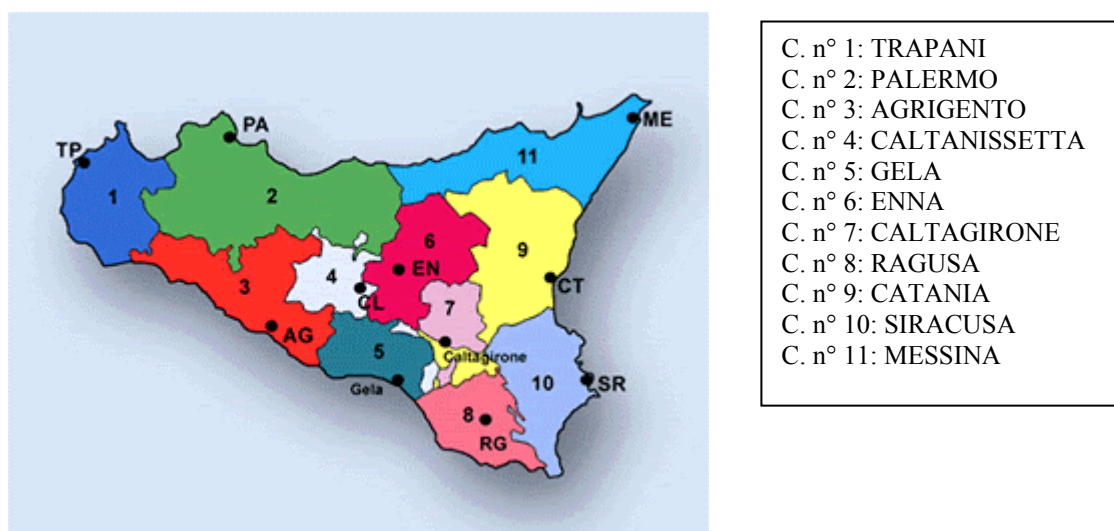 PA
ME
TP
11
1
2
6
9
EN
4
3
CL
CT
7
AG
5
Caltagirone
Gela
10
SR
8
RG
C. n° 1: TRAPANI
C. n° 2: PALERMO
C. n° 3: AGRIGENTO
C. n° 4: CALTANISSETTA
C. n° 5: GELA
C. n° 6: ENNA
C. n° 7: CALTAGIRONE
C. n° 8: RAGUSA
C. n° 9: CATANIA
C. n° 10: SIRACUSA
C. n° 11: MESSINA